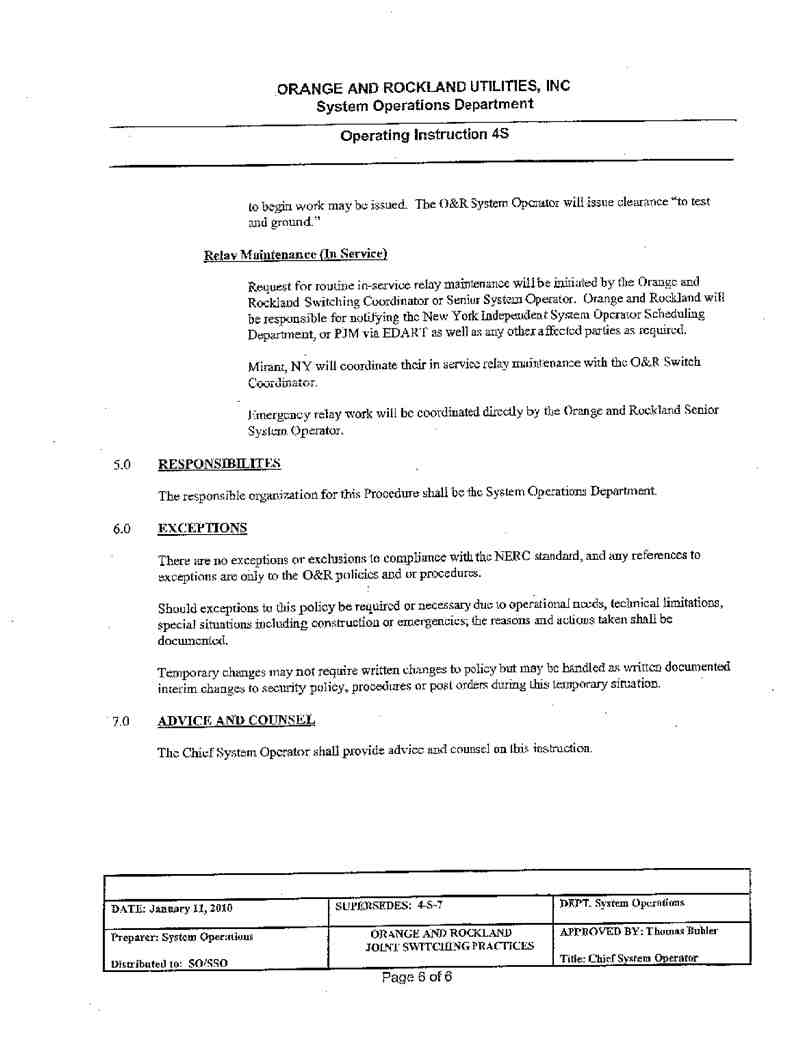 ORANGE AND ROCKLAND UTILITIES, INC
System Operations Department
Operating Instruction 4S
to begin work may be issued. The O&R System Operator will issue clearance "to test
and ground."
Relay Maintenance (In Service)
Request for routine in-service relay maintenance will be initiated by the Orange and
Rockland Switching Coordinator or Senior System Operator. Orange and Rockland will
be responsible for notifying the New York Independent System Operator Scheduling
Department, or PJM via EDART as well as any other affected parties as required.
Mirant, NY will coordinate their in service relay maintenance with the O&R Switch
Coordinator.
Emergency relay work will be coordinated directly by the Orange and Rockland Senior
System Operator.
5.0 RESPONSIBILITES
The responsible organization for this Procedure shall be the System Operations Department.
6.0 EXCEPTIONS
There are no exceptions or exclusions to compliance with the NERC standard, and any references to
exceptions are only to the O&R policies and or procedures.
Should exceptions to this policy be required or necessary due to operational needs, technical limitations,
special situations including construction or emergencies, the reasons and actions taken shall be
documented.
Temporary changes may not require written changes to policy but may be handled as written documented
interim changes to security policy, procedures or post orders during this temporary situation.
7.0 ADVICE AND COUNSEL
The Chief System Operator shall provide advice and counsel on this instruction.
DATE: January 11, 2010 SUPERSEDES: 4-S-7 DEPT. System Operations
Preparer: System Operations ORANGE AND ROCKLAND APPROVED BY: Thomas Buhler
JOINT SWITCHING PRACTICES
Distributed to: SO/SSO Title: Chief System Operator
Page 6 of 6